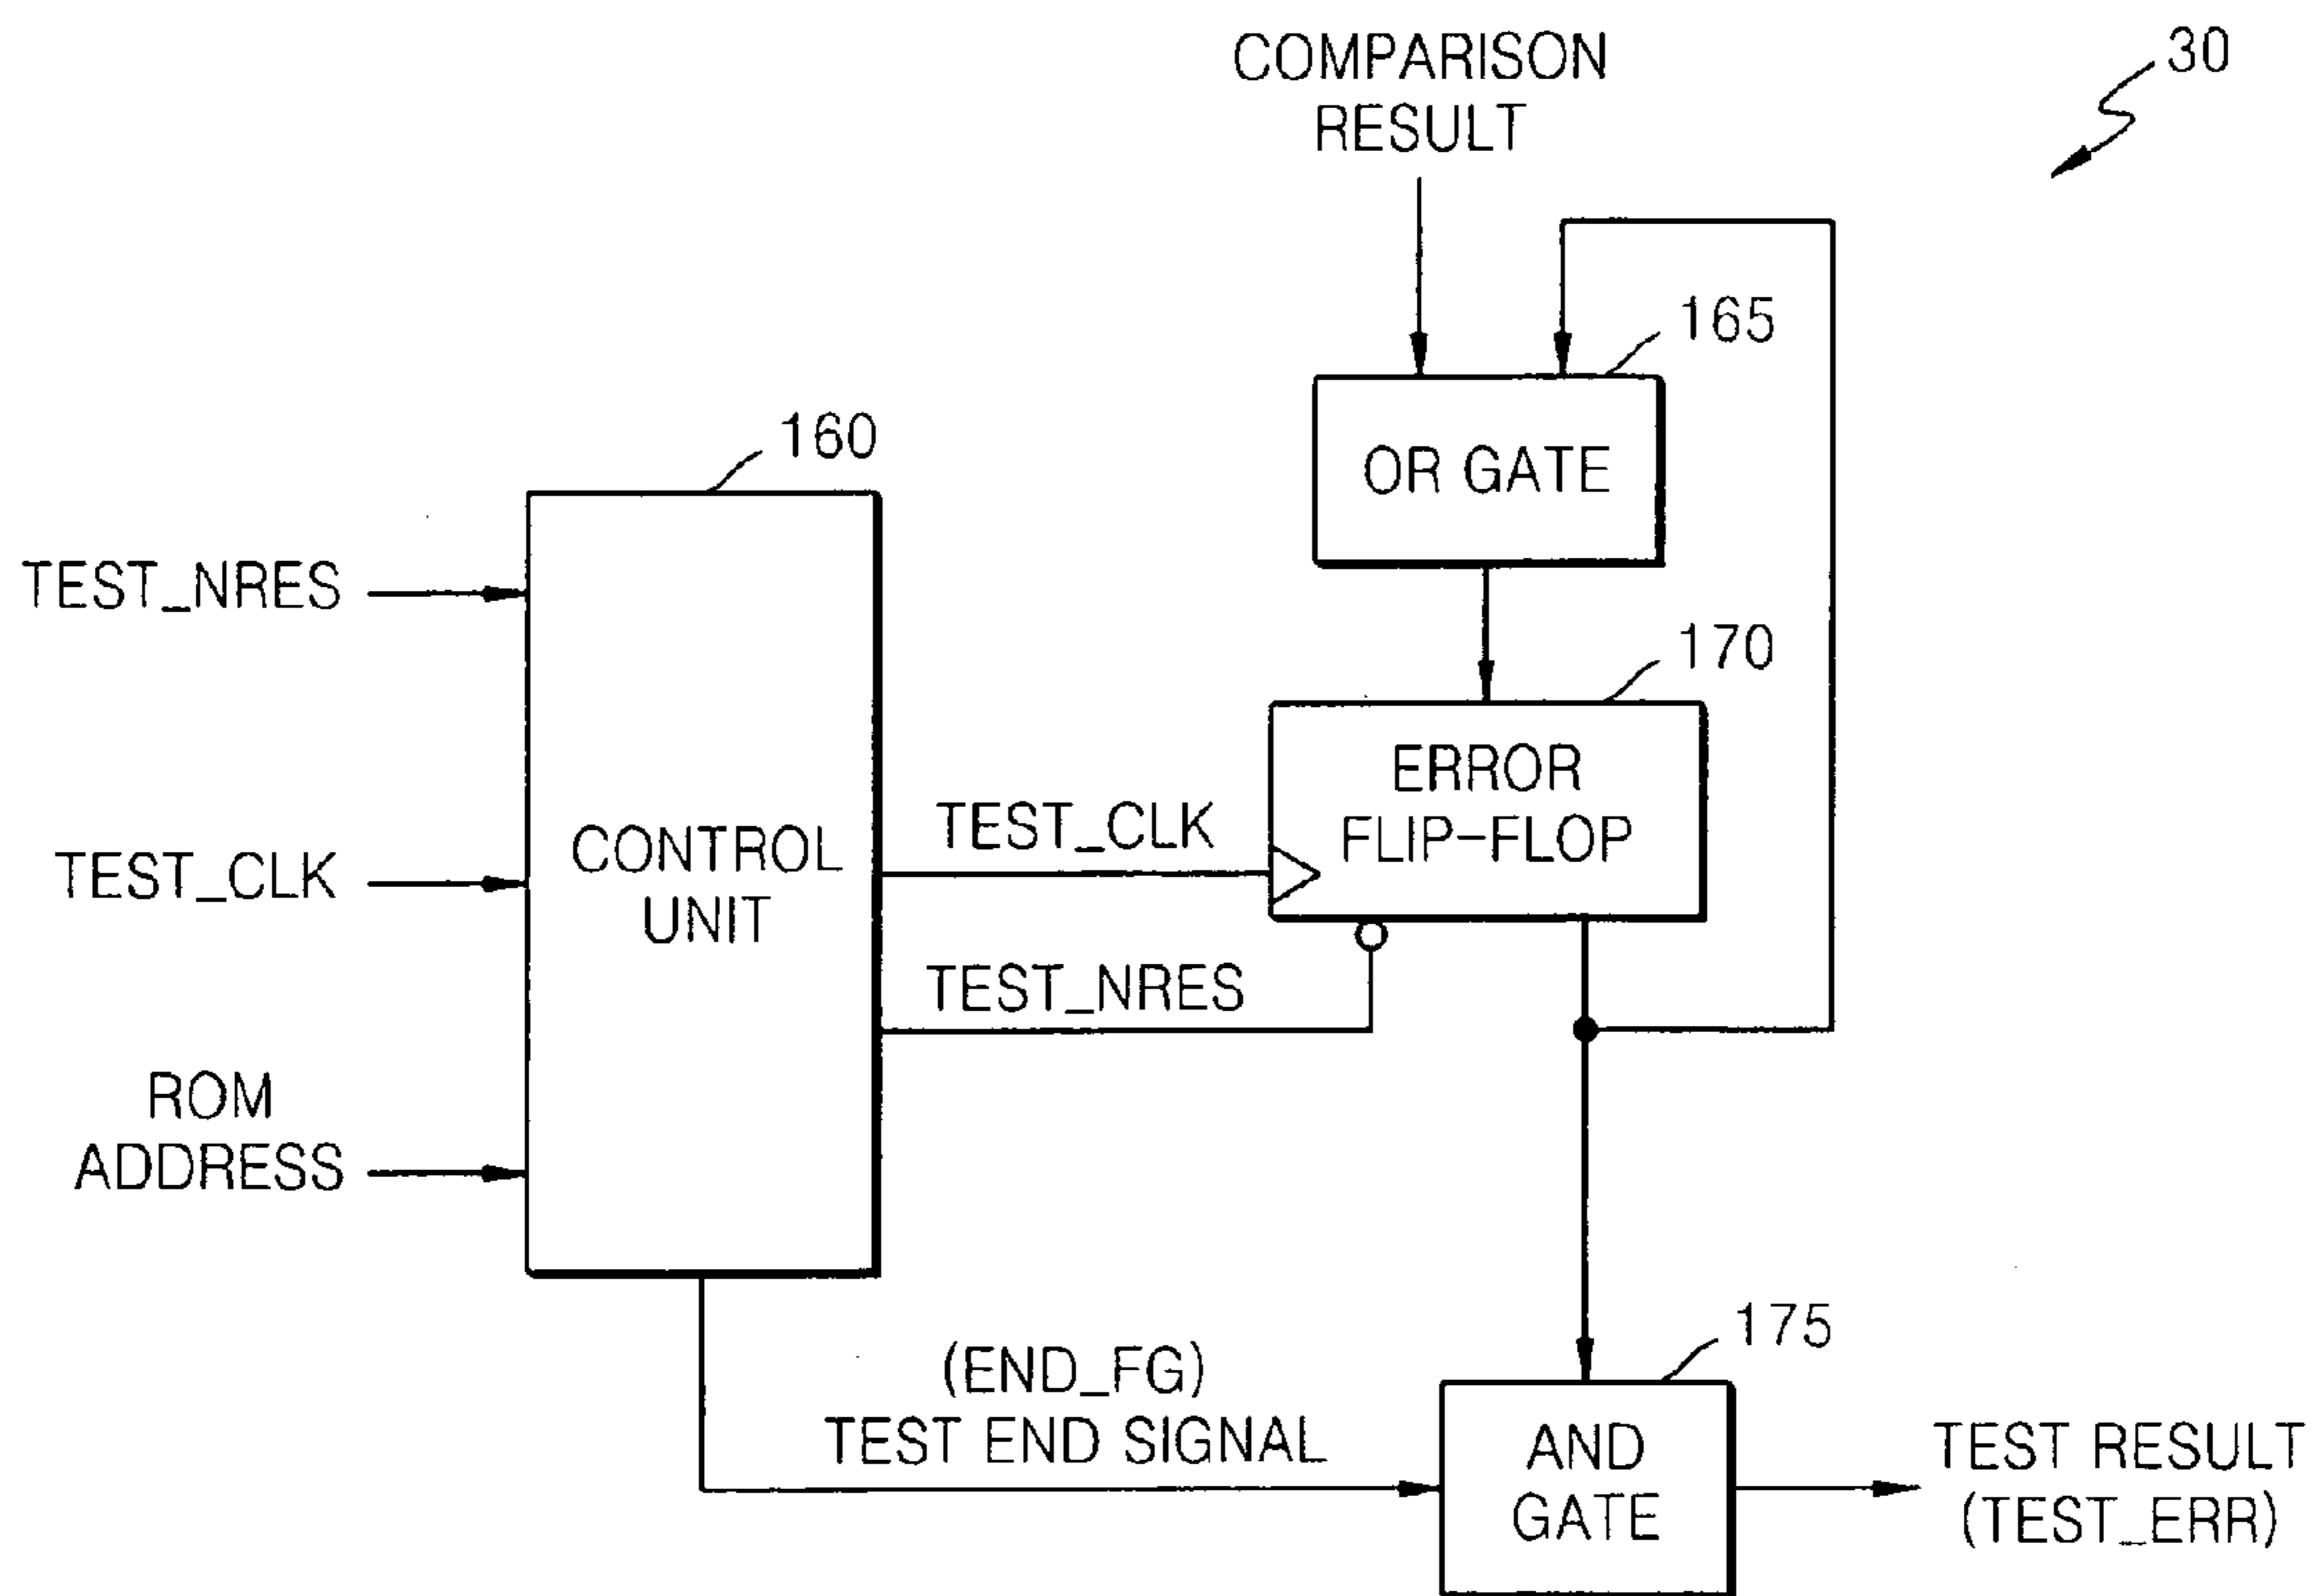 COMPARISON
RESULT
30
165
OR GATE
160
TEST_NRES
170
ERROR
FLIP-FLOP
TEST_CLK
TEST_CLK
CONTROL
UNIT
TEST_NRES
ROM
ADDRESS
175
(END_FG)
TEST END SIGNAL
AND
GATE
TEST RESULT
(TEST_ERR)